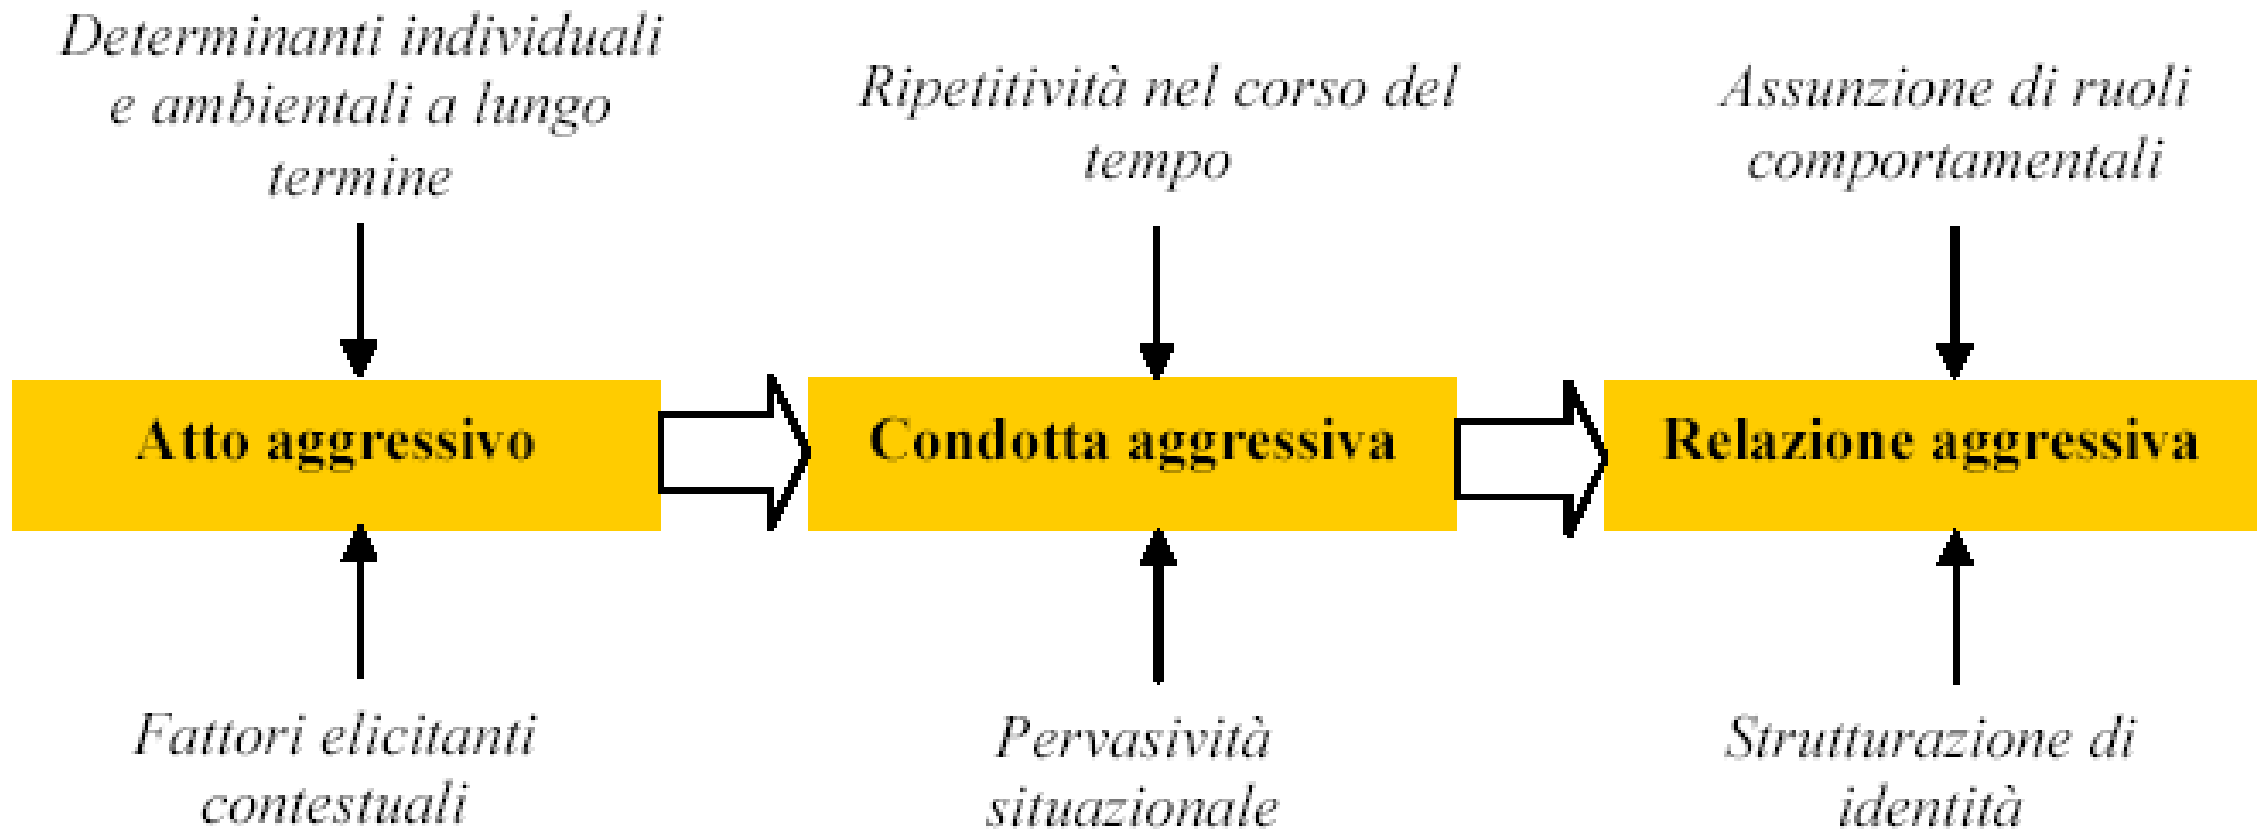 Determinanti individuali
e ambientali a lungo
termine
Ripetitività nel corso del
tempo
Assunzione di ruoli
comportamentali
Atto aggressivo
Condotta aggressiva
Relazione aggressiva
Fattori elicitanti
contestuali
Pervasività
situazionale
Strutturazione di
identità